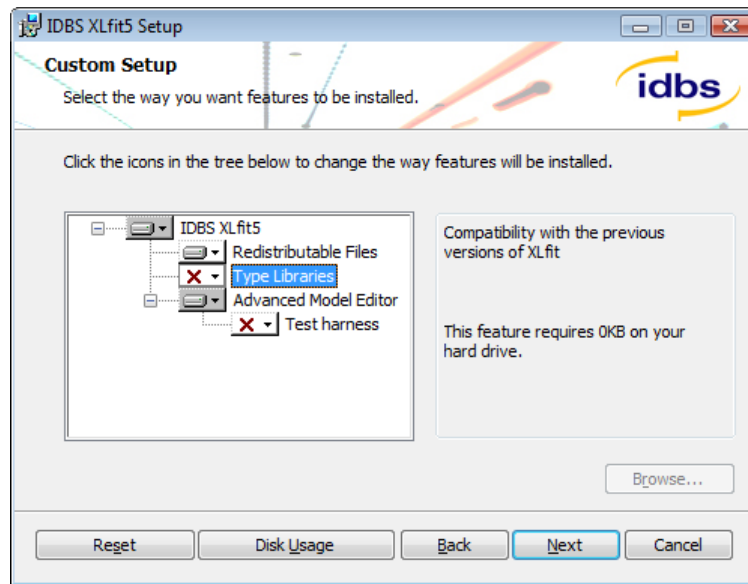 IDBS XLfit5 Setup
Custom Setup
Select the way you want features to be installed.
idbs
Click the icons in the tree below to change the way features will be installed.
IDBS XLfit5
Redistributable Files
Type Libraries
Advanced Model Editor
Test harness
Compatibility with the previous
versions of XLfit
This feature requires 0KB on your
hard drive.
Browse...
Reset
Disk Usage
Back
Next
Cancel